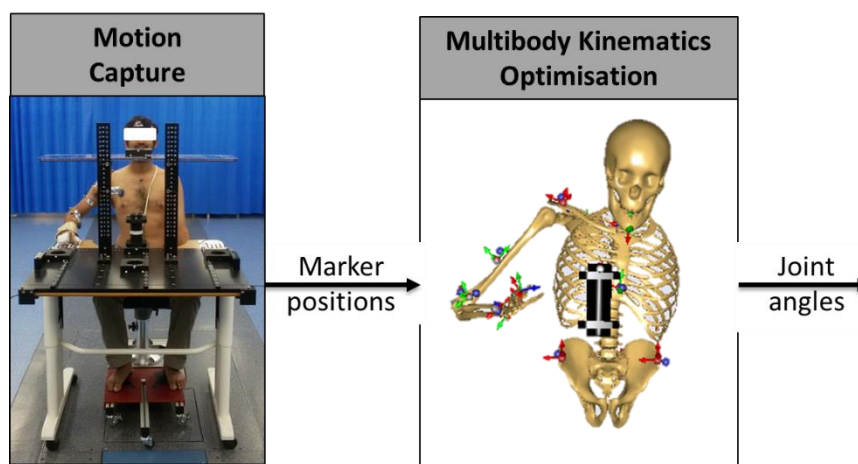 Motion
Capture
Multibody Kinematics
Optimisation
Marker
positions
Joint
angles